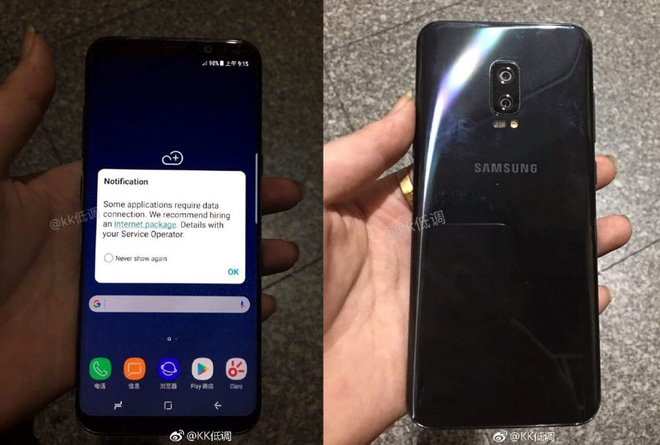 98% 上午 9:15
Notification
Some applications require data
connection. We recommend hiring
an internet package. Details with
your Service Operator.
Never show again
OK
G
电话
信息
浏览器
Play 商店
Claro
@KK低调
@KK低调
SAMSUNG
@KK低调
@KK低调